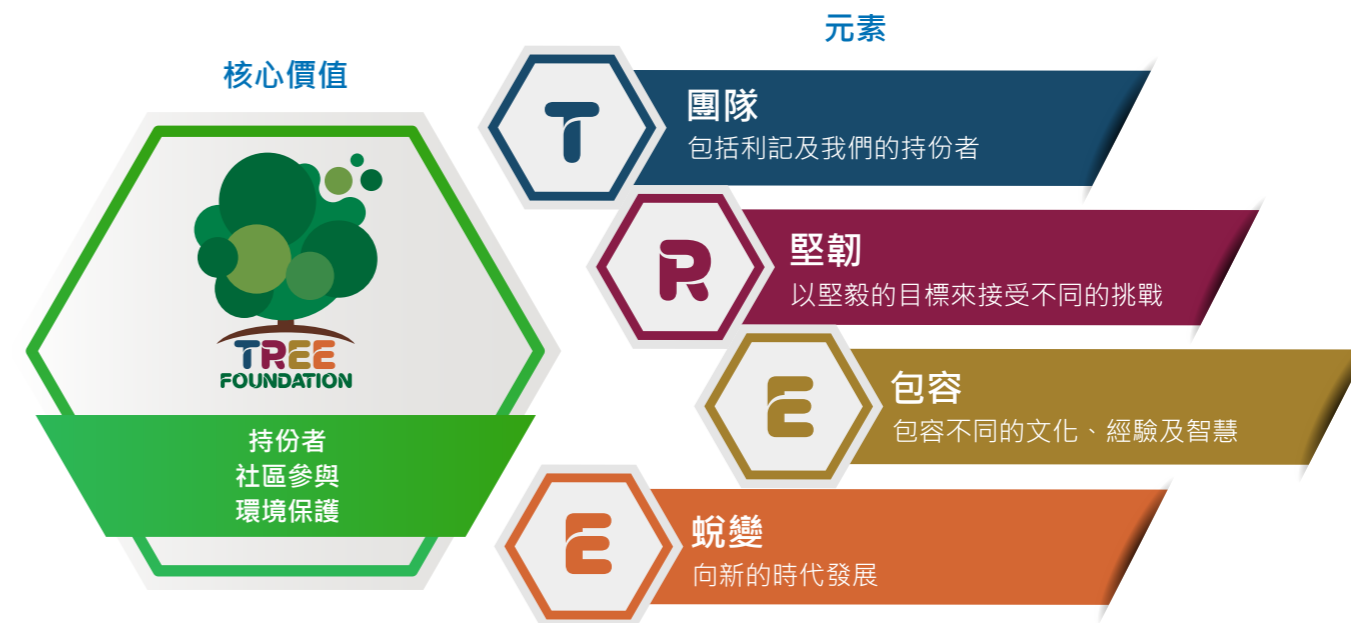 核心價值
TREE
FOUNDATION
持份者
社區參與
環境保護
元素
T
團隊
包括利記及我們的持份者
R
堅韌
以堅毅的目標來接受不同的挑戰
E
包容
包容不同的文化、經驗及智慧
E
蛻變
向新的時代發展